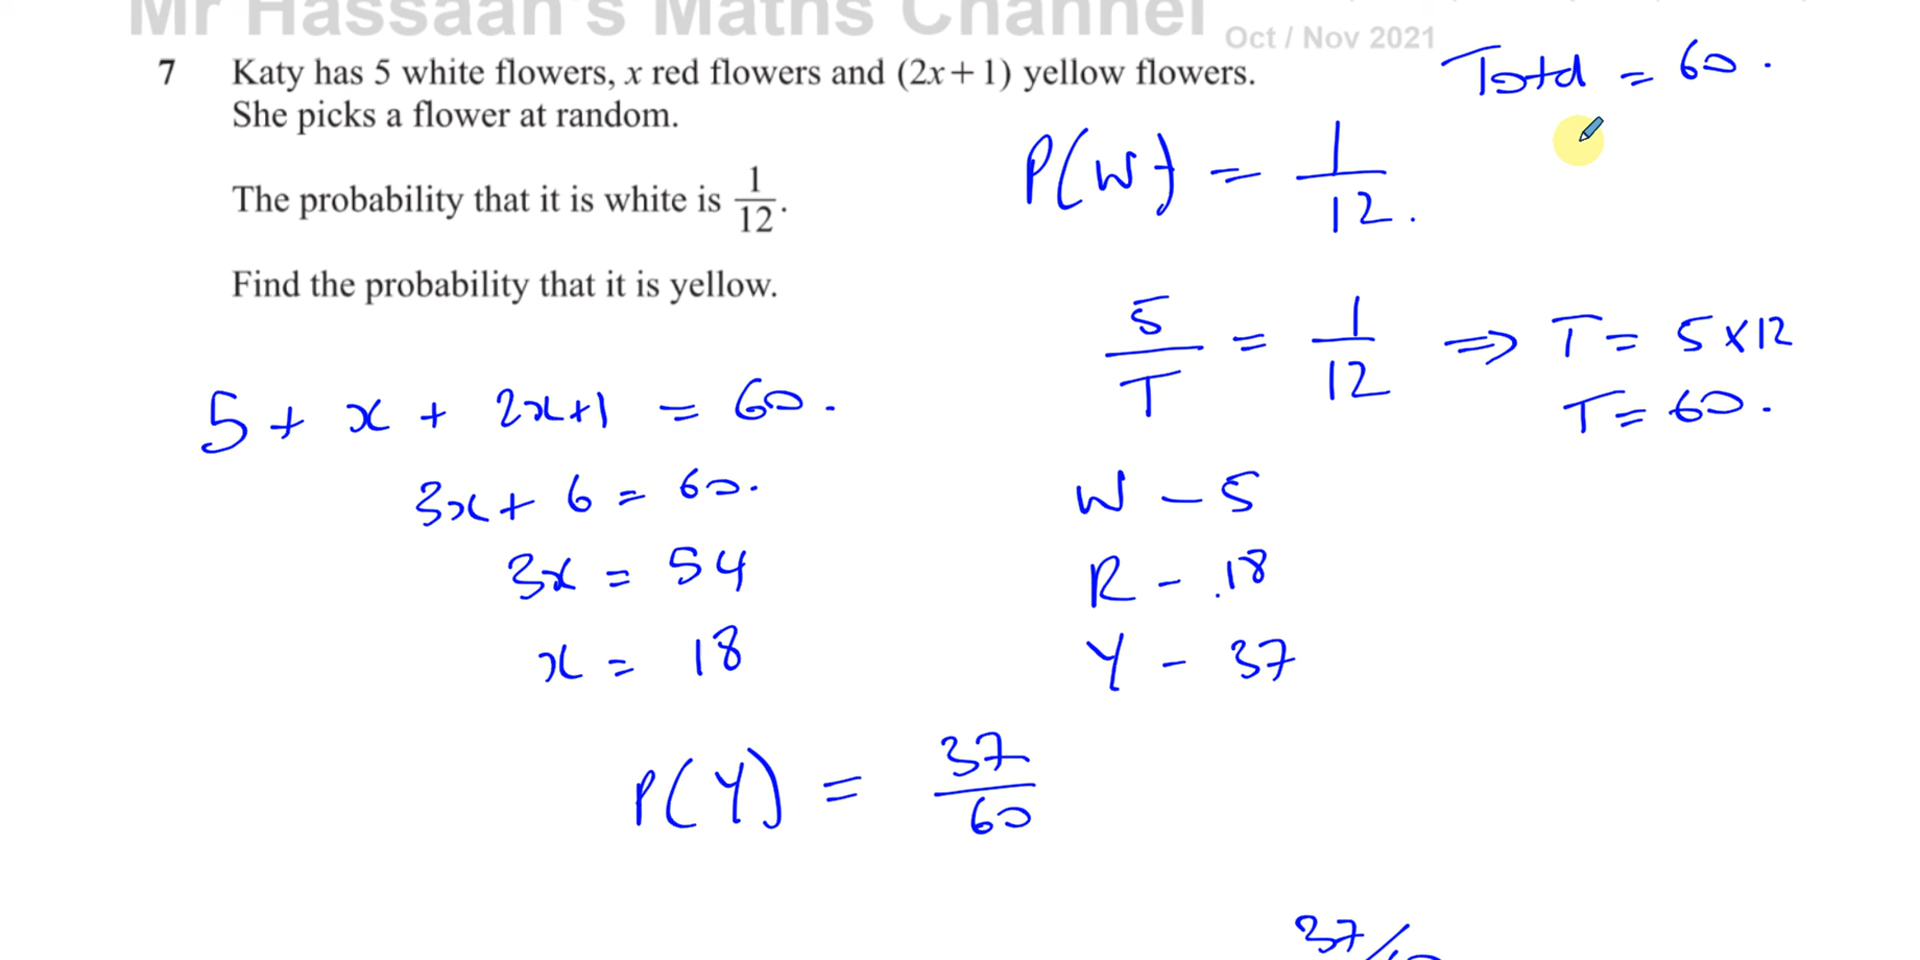 Mr Hassaan's Maths Channel
Oct / Nov 2021
7 Katy has 5 white flowers, x red flowers and (2x+1) yellow flowers.
She picks a flower at random.
The probability that it is white is 1/12.
Find the probability that it is yellow.
Total = 60.
P(W) = 1/12.
5/T = 1/12 ⇒ T = 5×12
T = 60.
5 + x + 2x+1 = 60.
3x + 6 = 60.
3x = 54
x = 18
W – 5
R – 18
Y – 37
P(Y) = 37/60
37/